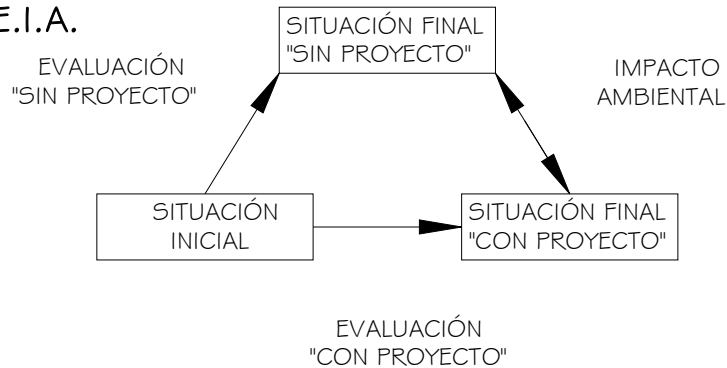 E.I.A.
SITUACIÓN FINAL
"SIN PROYECTO"
EVALUACIÓN
"SIN PROYECTO"
IMPACTO
AMBIENTAL
SITUACIÓN
INICIAL
SITUACIÓN FINAL
"CON PROYECTO"
EVALUACIÓN
"CON PROYECTO"